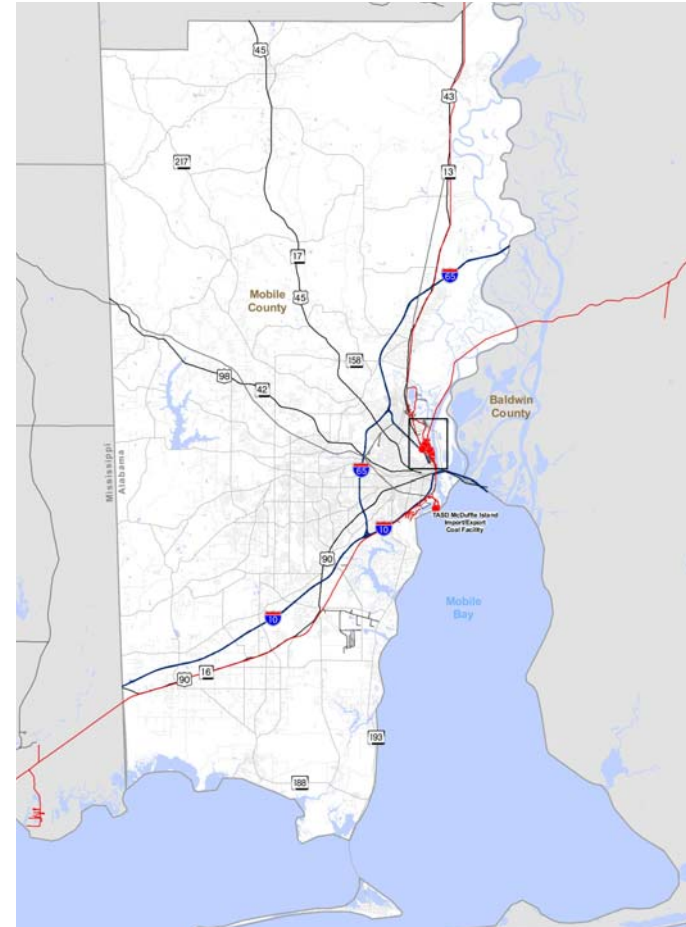 45
43
217
13
17
65
Mobile
County
45
158
98
42
Baldwin
County
Mississippi
Alabama
65
TASD McDuffie Island
Import/Export
Coal Facility
10
90
Mobile
Bay
10
16
90
193
188